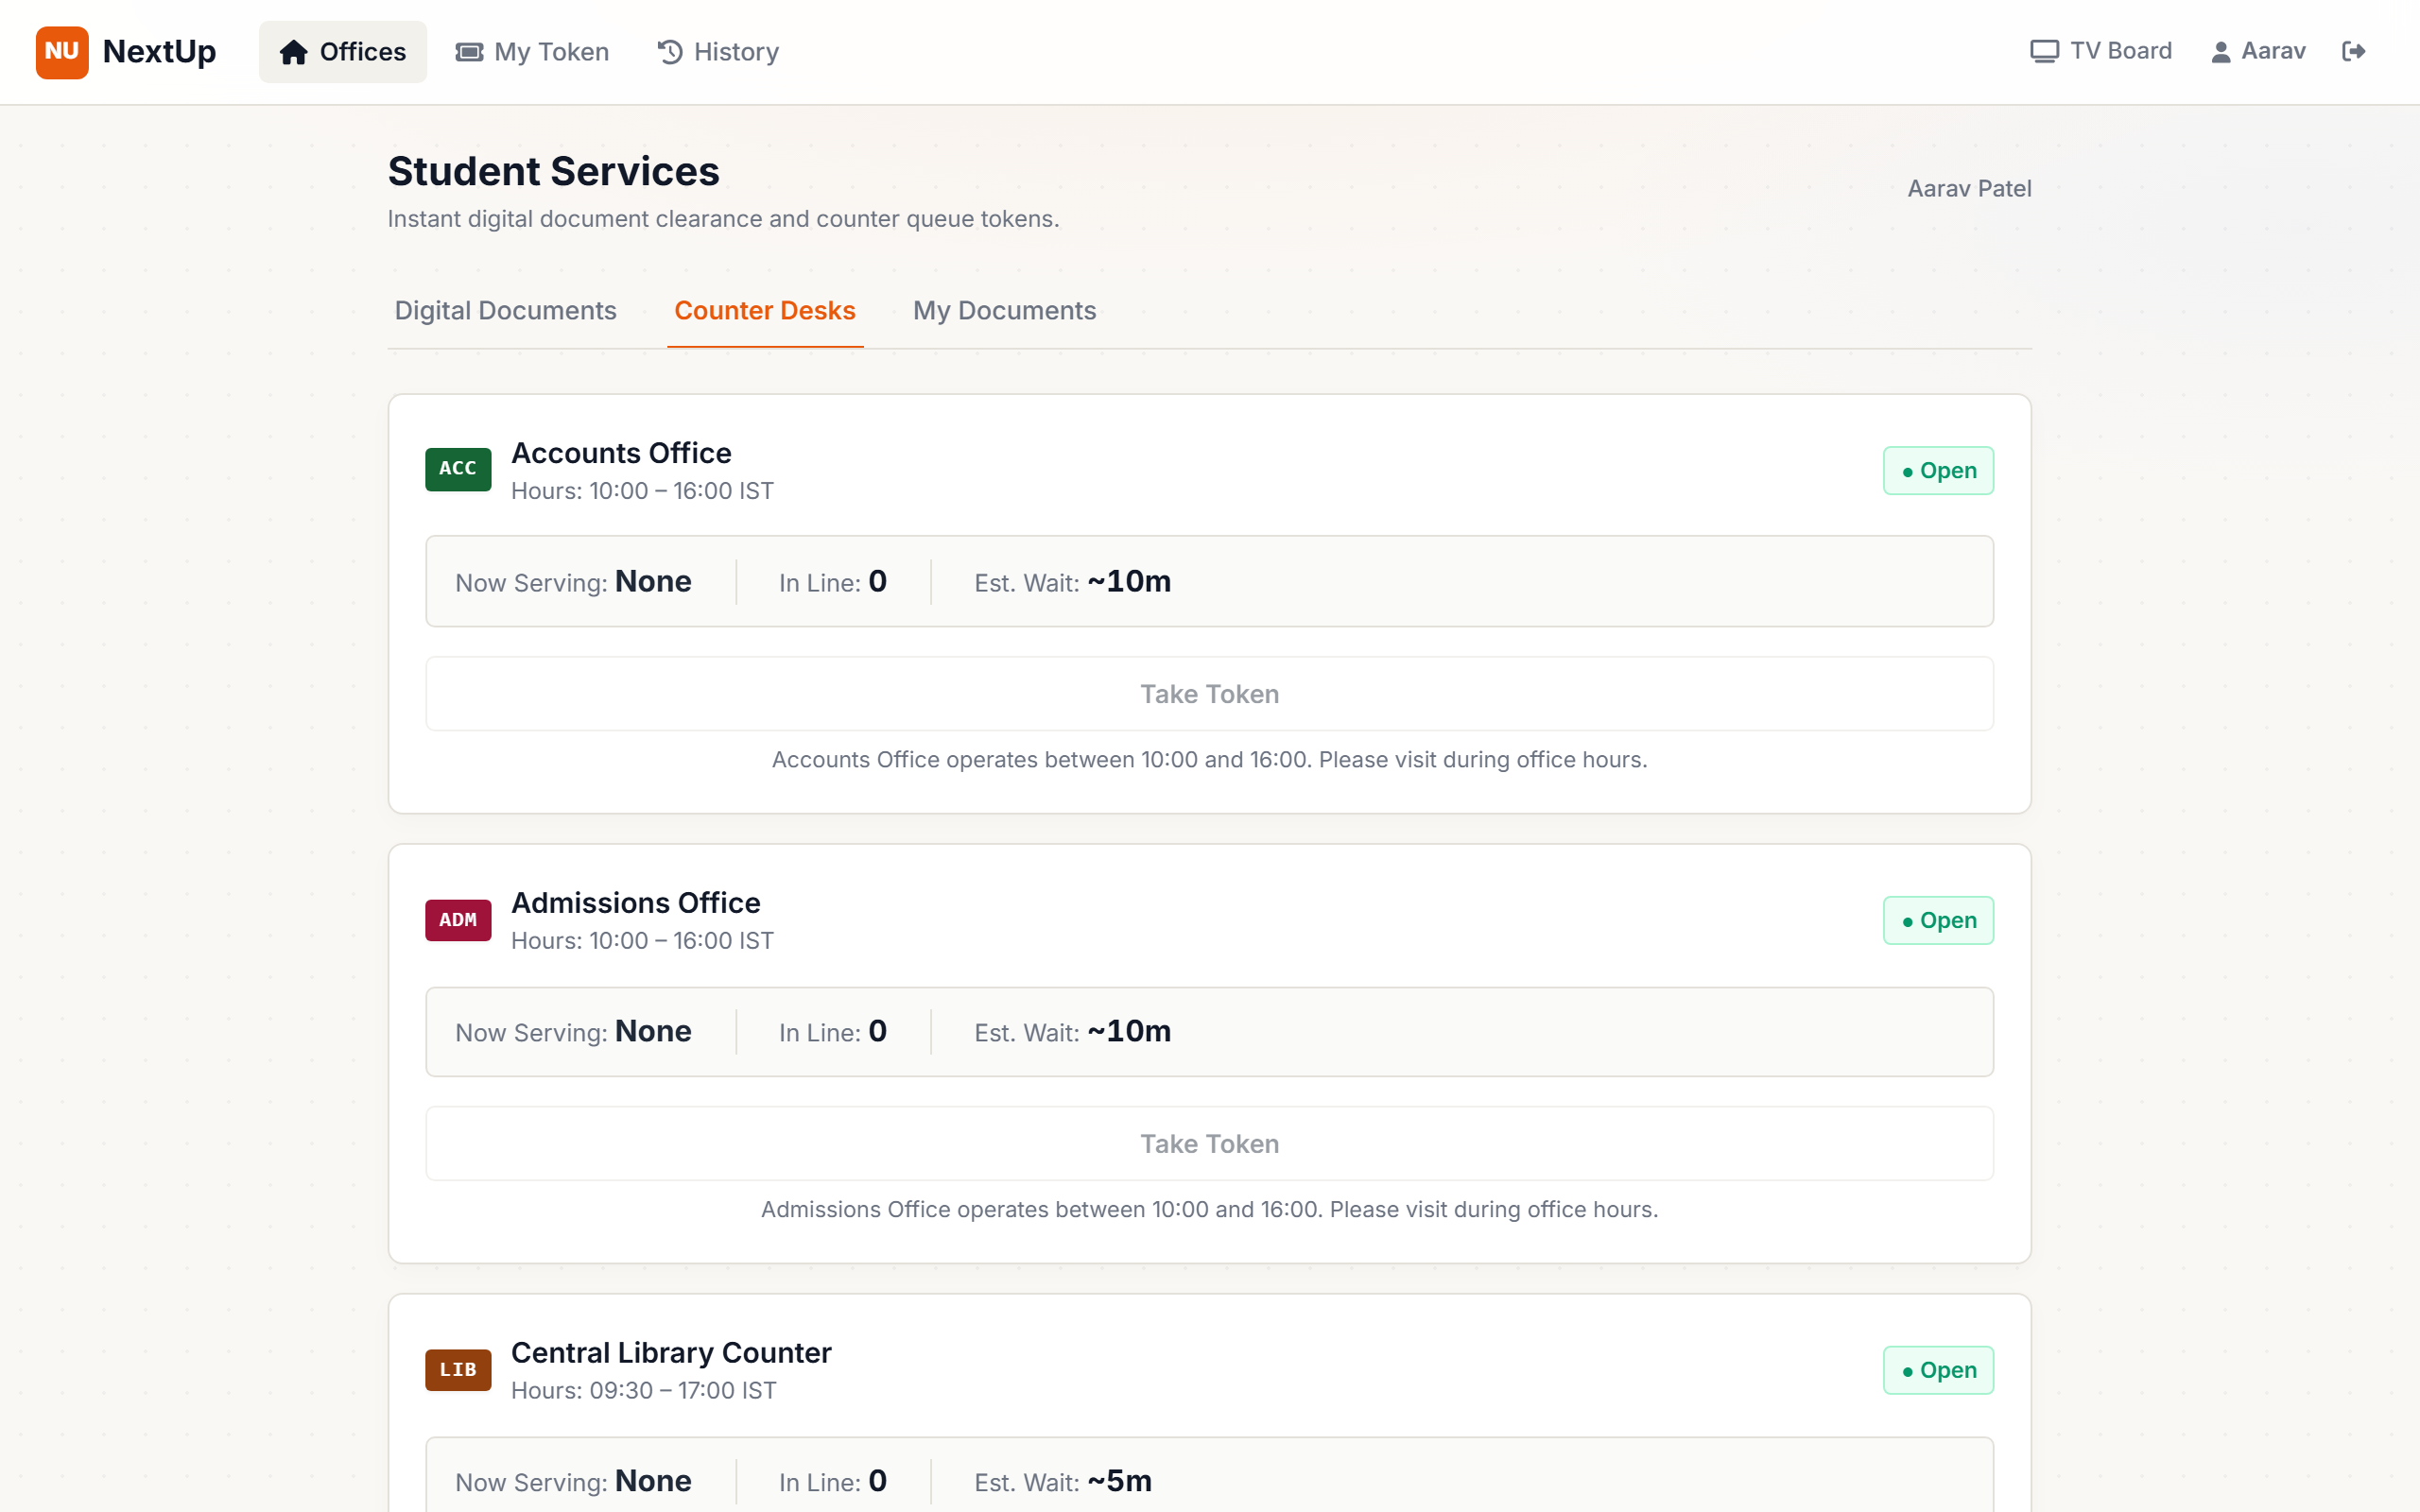 NU NextUp Offices My Token History TV Board Aarav
Student Services
Aarav Patel
Instant digital document clearance and counter queue tokens.
Digital Documents Counter Desks My Documents
ACC Accounts Office
Hours: 10:00 – 16:00 IST
● Open
Now Serving: None In Line: 0 Est. Wait: ~10m
Take Token
Accounts Office operates between 10:00 and 16:00. Please visit during office hours.
ADM Admissions Office
Hours: 10:00 – 16:00 IST
● Open
Now Serving: None In Line: 0 Est. Wait: ~10m
Take Token
Admissions Office operates between 10:00 and 16:00. Please visit during office hours.
LIB Central Library Counter
Hours: 09:30 – 17:00 IST
● Open
Now Serving: None In Line: 0 Est. Wait: ~5m